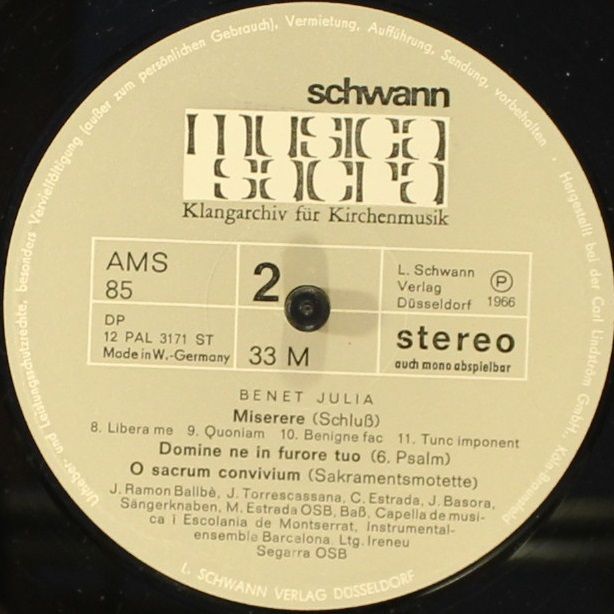 Urheber- und Leistungsschutzrechte, besonders Vervielfältigung (außer zum persönlichen Gebrauch), Vermietung, Aufführung, Sendung, vorbehalten · Hergestellt bei der Carl Lindström GmbH., Köln-Braunsfeld
schwann
musica
sacra
Klangarchiv für Kirchenmusik
AMS
85
2
L. Schwann
Verlag
Düsseldorf
Ⓟ
1966
DP
12 PAL 3171 ST
Made in W.-Germany
33 M
stereo
auch mono abspielbar
BENET JULIA
Miserere (Schluß)
8. Libera me 9. Quoniam 10. Benigne fac 11. Tunc imponent
Domine ne in furore tuo (6. Psalm)
O sacrum convivium (Sakramentsmotette)
J. Ramon Ballbè, J. Torrescassana, C. Estrada, J. Basora,
Sängerknaben, M. Estrada OSB, Baß, Capella de musi-
ca i Escolania de Montserrat, Instrumental-
ensemble Barcelona Ltg. Ireneu
Segarra OSB
L. SCHWANN VERLAG DÜSSELDORF